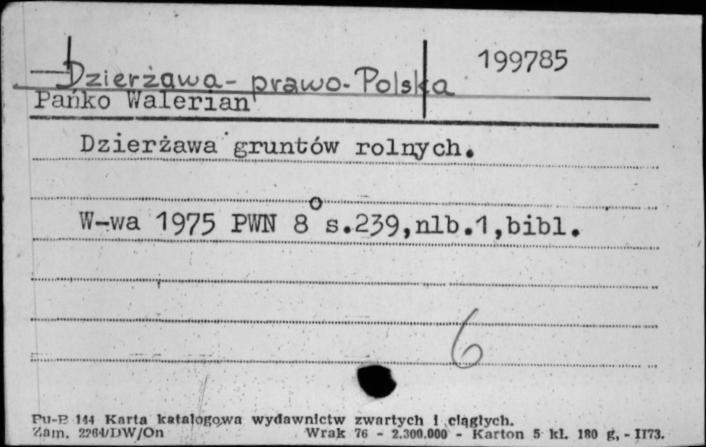 199785
Dzierżawa - prawo - Polska
Pańko Walerian
Dzierżawa gruntów rolnych.
W-wa 1975 PWN 8° s.239,nlb.1,bibl.
6
Pu-B 144 Karta katalogowa wydawnictw zwartych i ciągłych.
Zam. 2264/DW/On Wrak 76 - 2.300.000 - Karton 5 kl. 180 g, - II73.